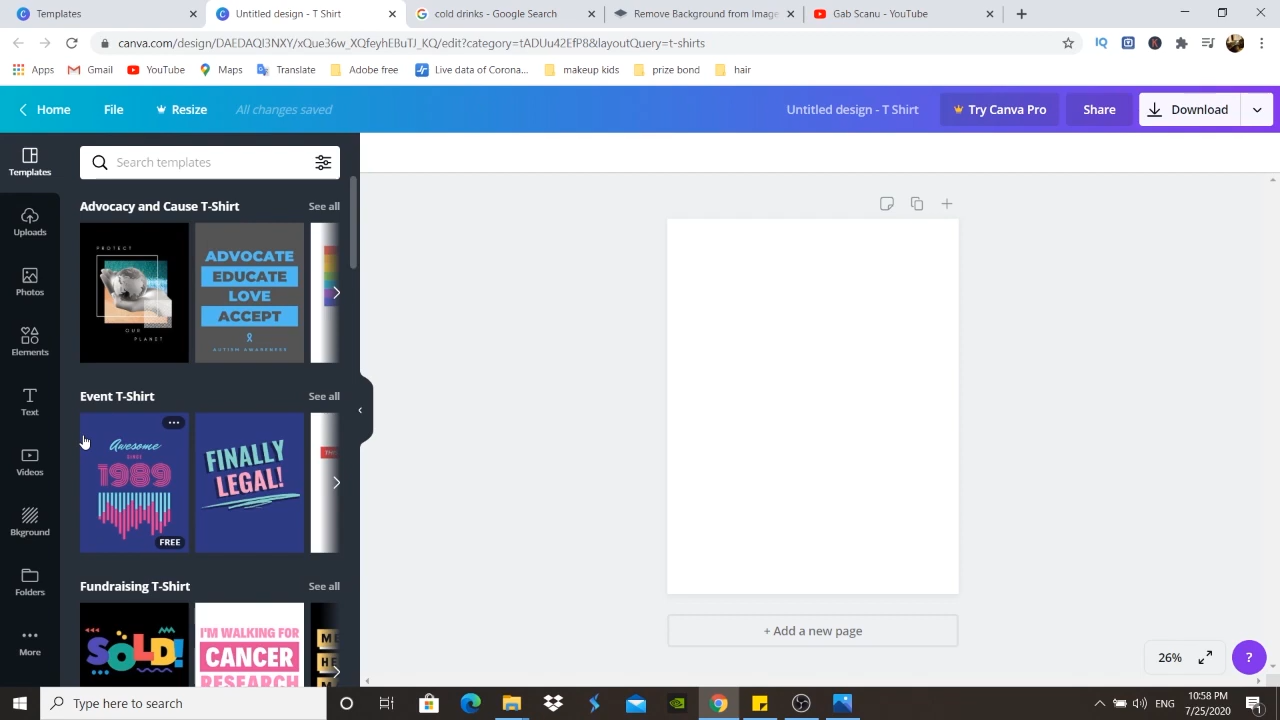 Templates
Untitled design - T Shirt
cold drinks - Google Search
Remove Background from Image
Gab Scanu - YouTube
canva.com/design/DAEDAQI3NXY/xQue36w_XQfeyhEBuTJ_KQ/edit?category=tADUu42EfP8&layoutQuery=t-shirts
Apps
Gmail
YouTube
Maps
Translate
Adobe free
Live data of Corona...
makeup kids
prize bond
hair
Home
File
Resize
All changes saved
Untitled design - T Shirt
Try Canva Pro
Share
Download
Templates
Uploads
Photos
Elements
Text
Videos
Bkground
Folders
More
Search templates
Advocacy and Cause T-Shirt
See all
PROTECT
OUR
PLANET
ADVOCATE
EDUCATE
LOVE
ACCEPT
AUTISM AWARENESS
Event T-Shirt
See all
Awesome
SINCE
1989
FREE
FINALLY
LEGAL!
Fundraising T-Shirt
See all
SOLD!
I'M WALKING FOR
CANCER
RESEARCH
+ Add a new page
26%
?
Type here to search
ENG
10:58 PM
7/25/2020